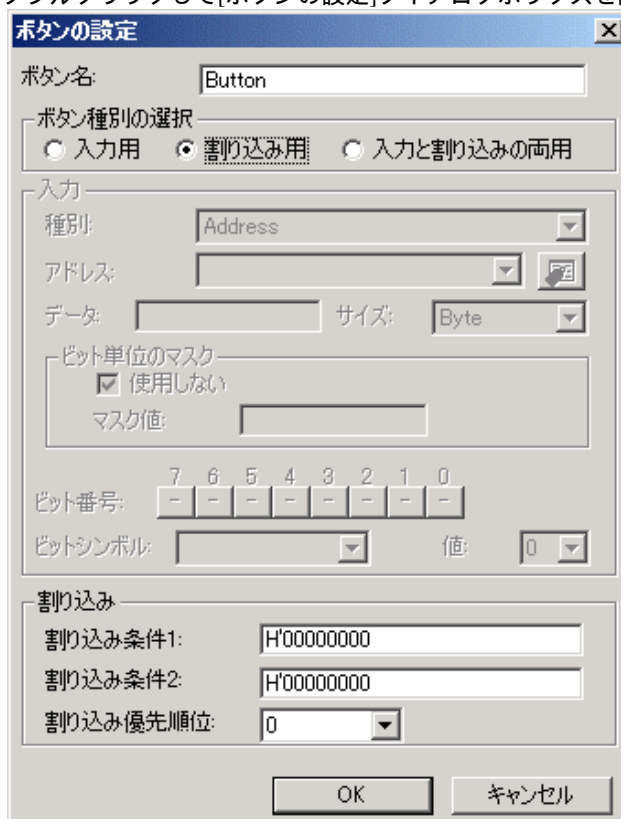 ボタンの設定
ボタン名: Button
ボタン種別の選択
入力用 割り込み用 入力と割り込みの両用
入力
種別: Address
アドレス:
データ: サイズ: Byte
ビット単位のマスク
使用しない
マスク値:
7 6 5 4 3 2 1 0
ビット番号: - - - - - - - -
ビットシンボル: 値: 0
割り込み
割り込み条件1: H'00000000
割り込み条件2: H'00000000
割り込み優先順位: 0
OK キャンセル